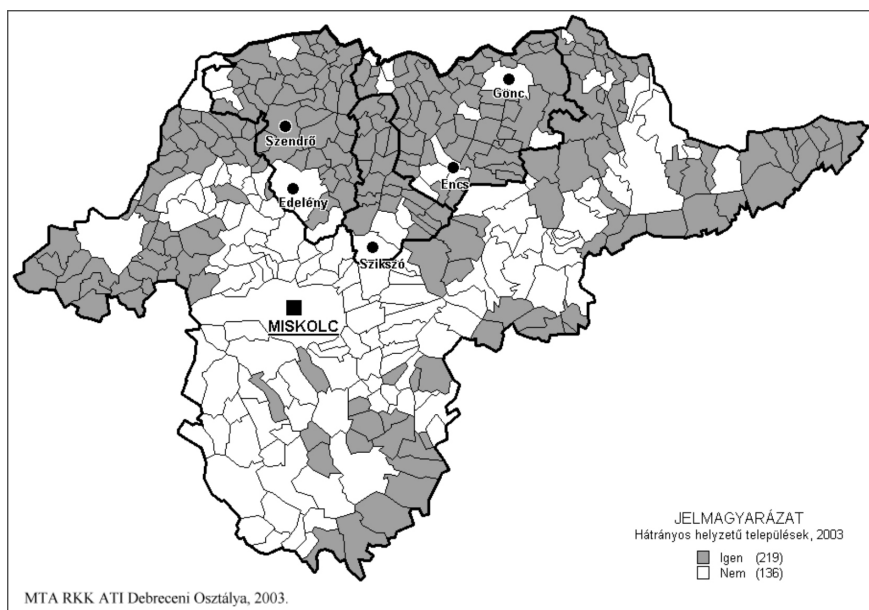 Gönc
Szendrő
Encs
Edelény
Szikszó
MISKOLC
JELMAGYARÁZAT
Hátrányos helyzetű települések, 2003
Igen (219)
Nem (136)
MTA RKK ATI Debreceni Osztálya, 2003.